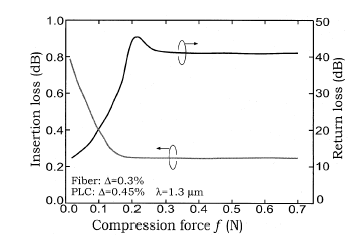 1.0
0.8
0.6
0.4
0.2
0.0
50
40
30
20
10
0
0.0 0.1 0.2 0.3 0.4 0.5 0.6 0.7
Insertion loss (dB)
Return loss (dB)
Fiber: Δ=0.3%
PLC: Δ=0.45% λ=1.3 μm
Compression force f (N)